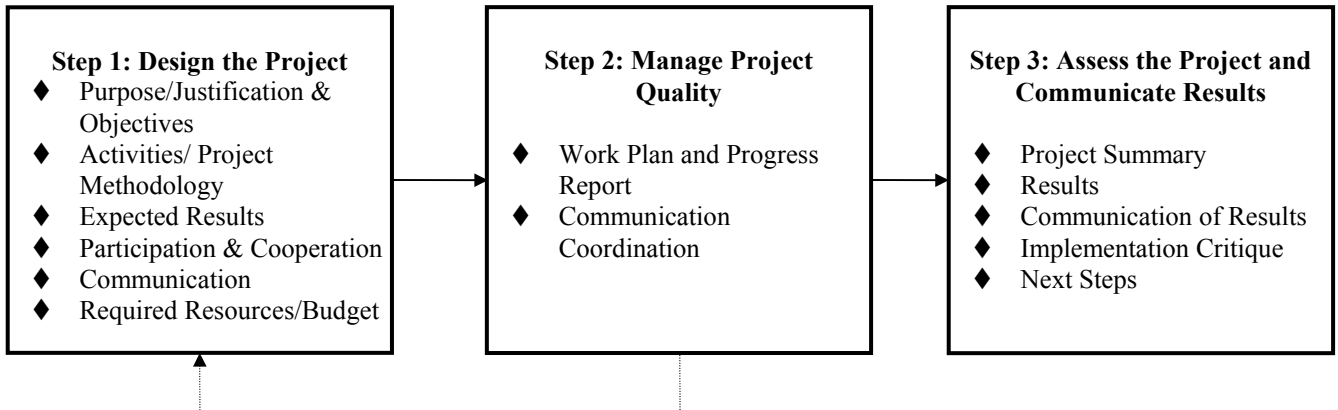 Step 1: Design the Project
♦ Purpose/Justification &
Objectives
♦ Activities/ Project
Methodology
♦ Expected Results
♦ Participation & Cooperation
♦ Communication
♦ Required Resources/Budget
Step 2: Manage Project
Quality
♦ Work Plan and Progress
Report
♦ Communication
Coordination
Step 3: Assess the Project and
Communicate Results
♦ Project Summary
♦ Results
♦ Communication of Results
♦ Implementation Critique
♦ Next Steps